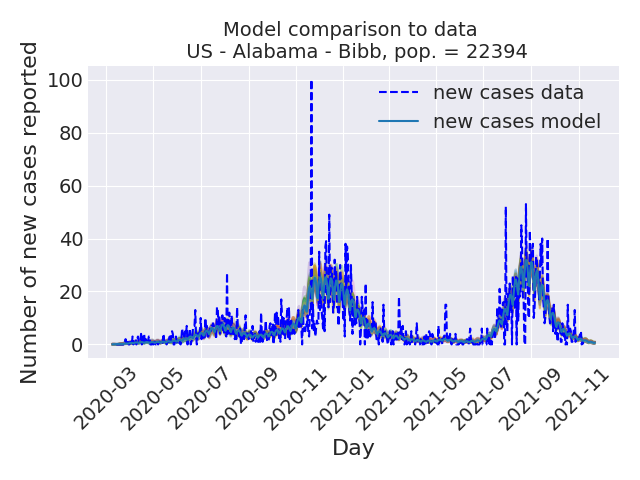 Model comparison to data
US - Alabama - Bibb, pop. = 22394
Number of new cases reported
100
80
60
40
20
0
new cases data
new cases model
2020-03
2020-05
2020-07
2020-09
2020-11
2021-01
2021-03
2021-05
2021-07
2021-09
2021-11
Day